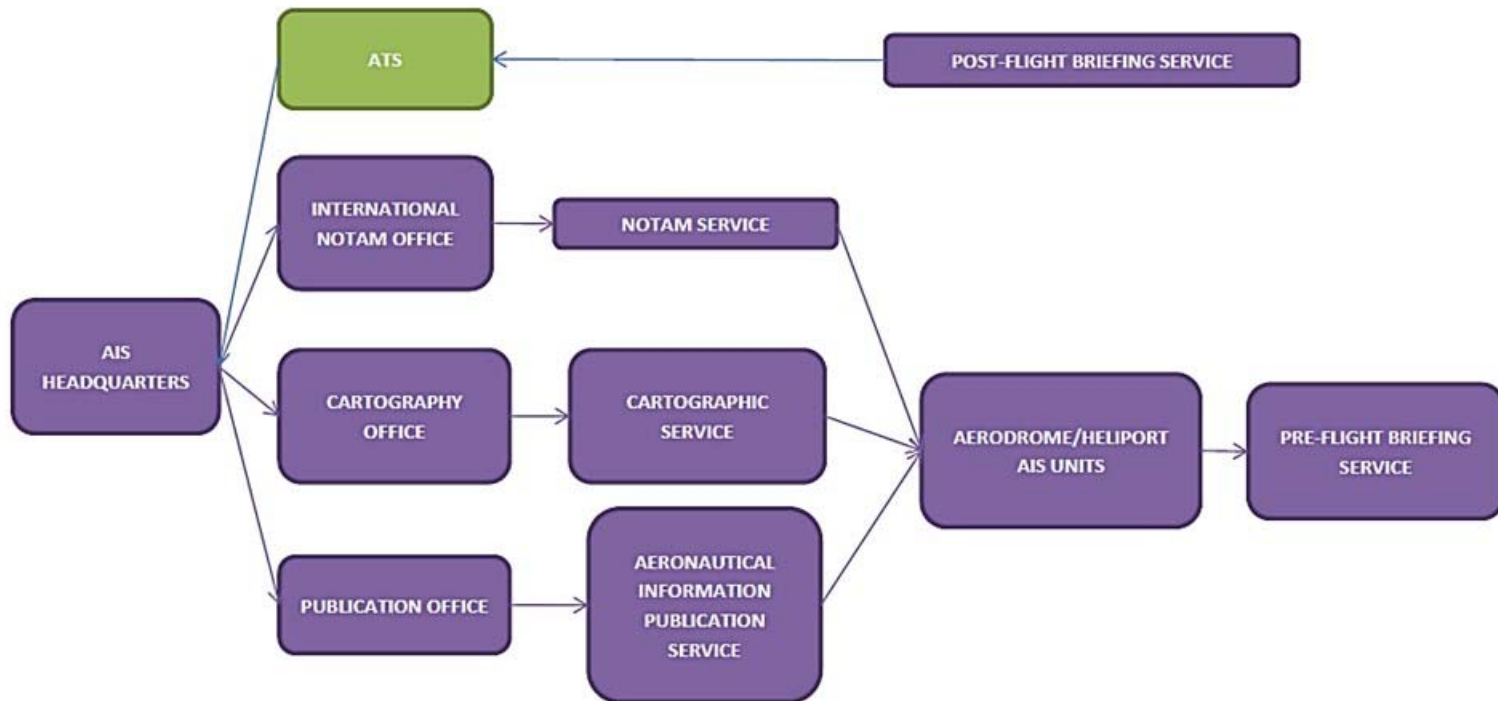 ATS
POST-FLIGHT BRIEFING SERVICE
INTERNATIONAL
NOTAM OFFICE
NOTAM SERVICE
AIS
HEADQUARTERS
CARTOGRAPHY
OFFICE
CARTOGRAPHIC
SERVICE
AERODROME/HELIPORT
AIS UNITS
PRE-FLIGHT BRIEFING
SERVICE
PUBLICATION OFFICE
AERONAUTICAL
INFORMATION
PUBLICATION
SERVICE